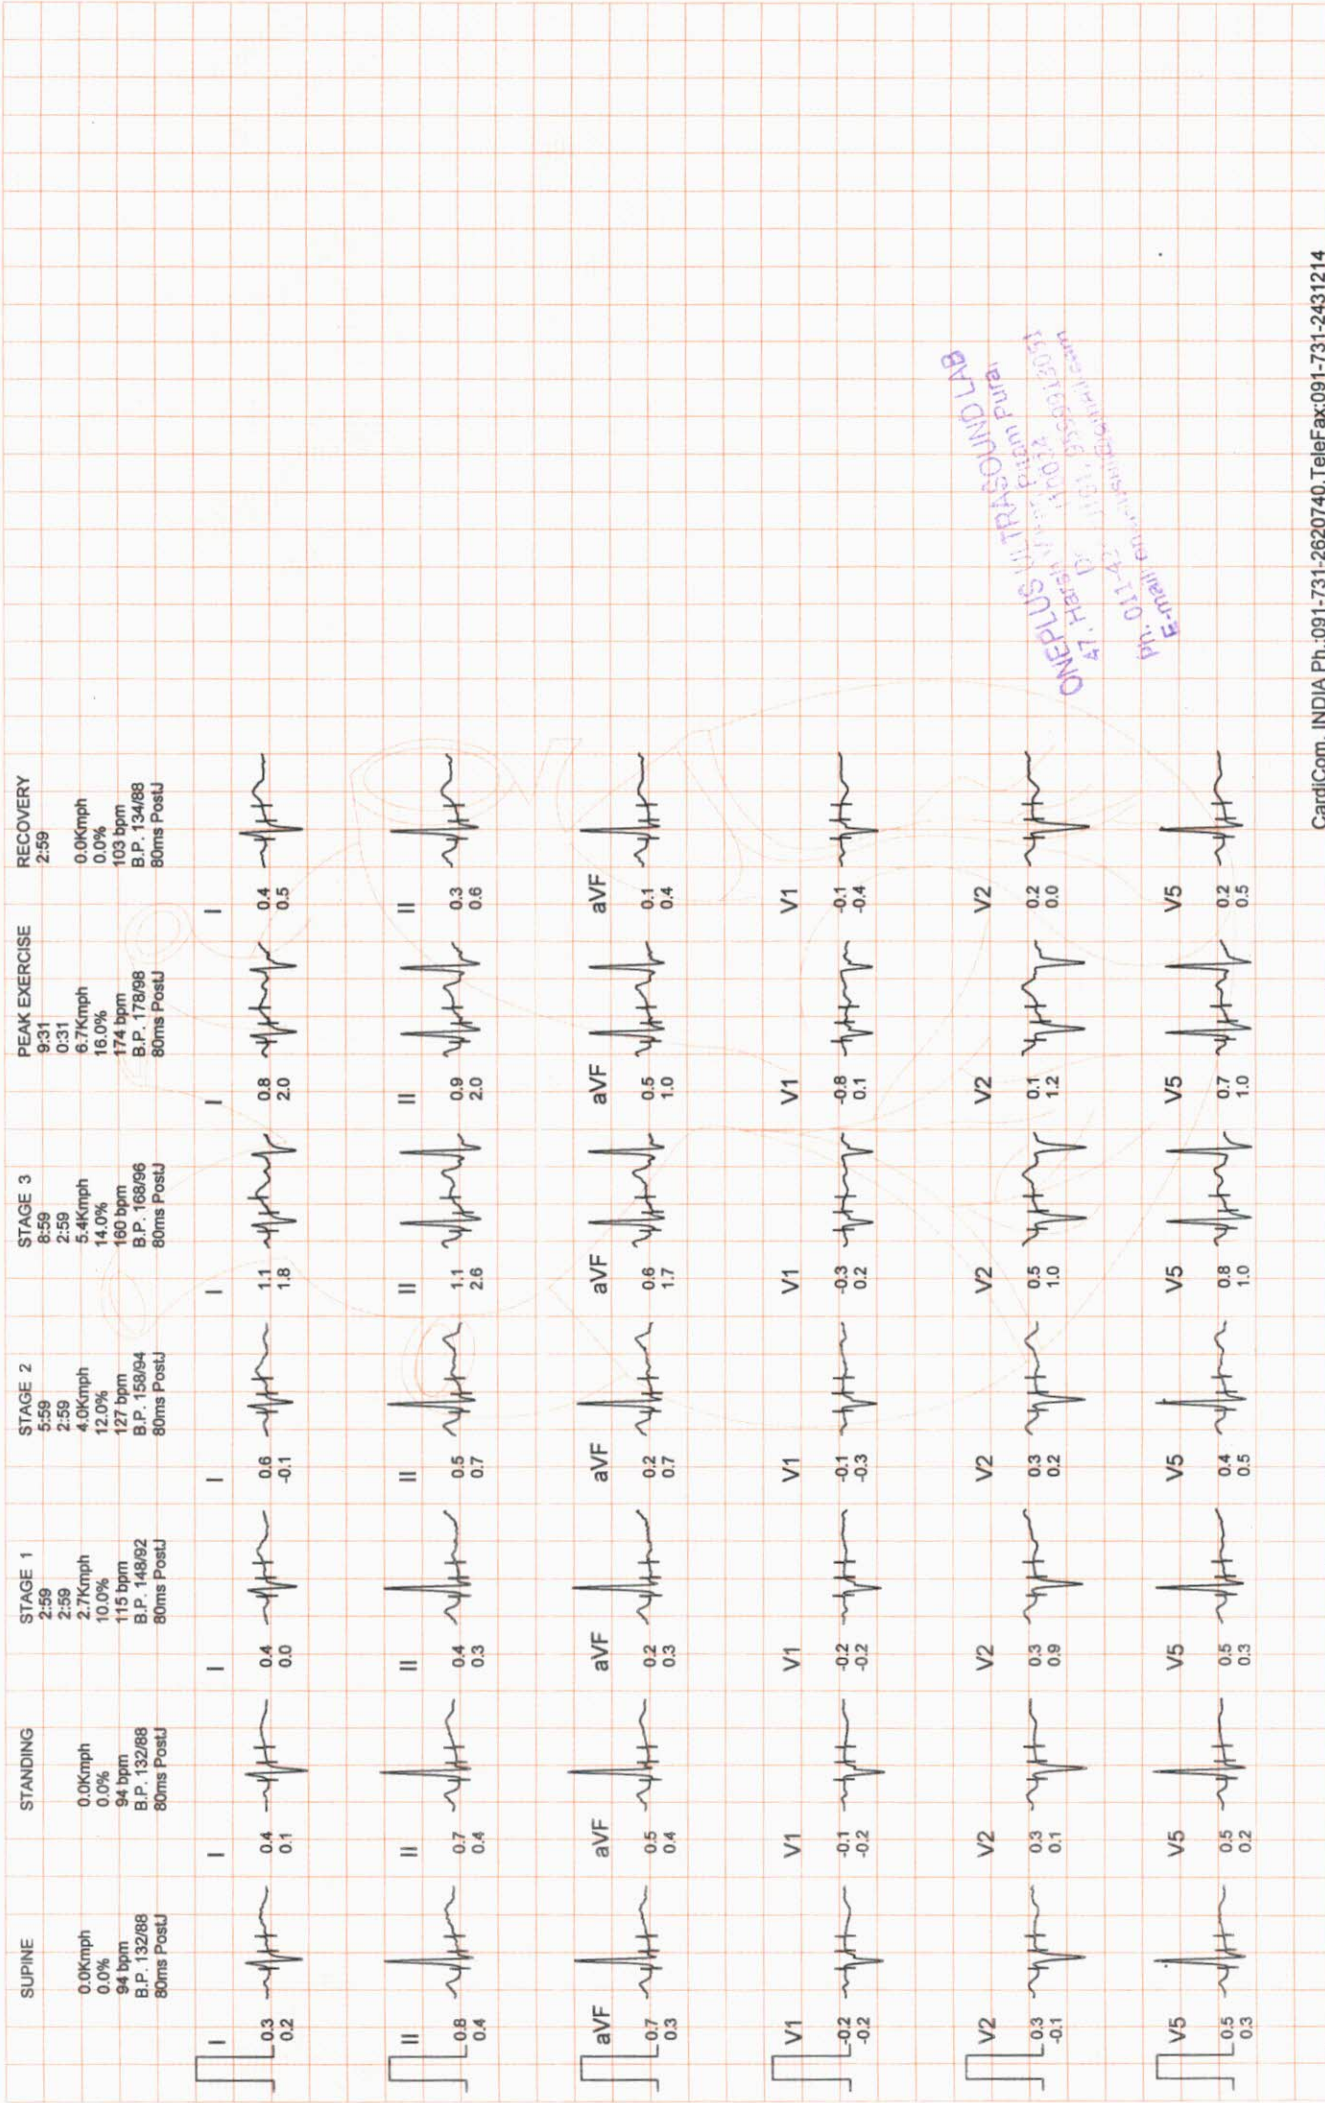 SUPINE
0.0Kmph
0.0%
94 bpm
B.P. 132/88
80ms PostJ
STANDING
0.0Kmph
0.0%
94 bpm
B.P. 132/88
80ms PostJ
STAGE 1
2:59
2:59
2.7Kmph
10.0%
115 bpm
B.P. 148/92
80ms PostJ
STAGE 2
5:59
2:59
4.0Kmph
12.0%
127 bpm
B.P. 158/94
80ms PostJ
STAGE 3
8:59
2:59
5.4Kmph
14.0%
160 bpm
B.P. 168/96
80ms PostJ
PEAK EXERCISE
9:31
0:31
6.7Kmph
16.0%
174 bpm
B.P. 178/98
80ms PostJ
RECOVERY
2:59
0.0Kmph
0.0%
103 bpm
B.P. 134/88
80ms PostJ
I I I I I I I
0.3 0.4 0.4 0.6 1.1 0.8 0.4
0.2 0.1 0.0 -0.1 1.8 2.0 0.5
II II II II II II II
0.8 0.7 0.4 0.5 1.1 0.9 0.3
0.4 0.4 0.3 0.7 2.6 2.0 0.6
aVF aVF aVF aVF aVF aVF aVF
0.7 0.5 0.2 0.2 0.6 0.5 0.1
0.3 0.4 0.3 0.7 1.7 1.0 0.4
V1 V1 V1 V1 V1 V1 V1
-0.2 -0.1 -0.2 -0.1 -0.3 -0.8 -0.1
-0.2 -0.2 -0.2 -0.3 0.2 0.1 -0.4
V2 V2 V2 V2 V2 V2 V2
0.3 0.3 0.3 0.3 0.5 0.1 0.2
-0.1 0.1 0.9 0.2 1.0 1.2 0.0
V5 V5 V5 V5 V5 V5 V5
0.5 0.5 0.5 0.4 0.8 0.7 0.2
0.3 0.2 0.3 0.5 1.0 1.0 0.5
ONEPLUS ULTRASOUND LAB
47, Harsh Pitam Pura,
Ph. 011-42
E-mail
CardiCom, INDIA Ph.:091-731-2620740,TeleFax:091-731-2431214